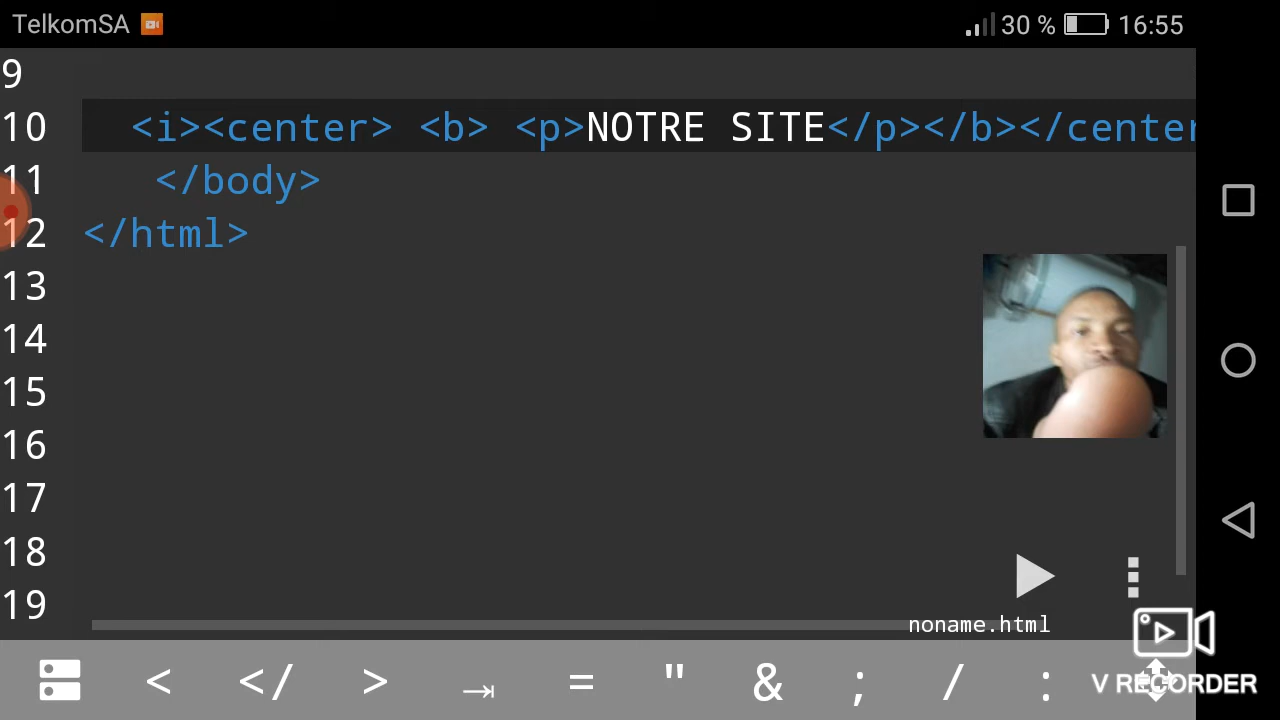 TelkomSA 30 % 16:55
9
10 <i><center> <b> <p>NOTRE SITE</p></b></center
11 </body>
12 </html>
13
14
15
16
17
18
19
noname.html
< </ > ⇥ = " & ; / :
V RECORDER